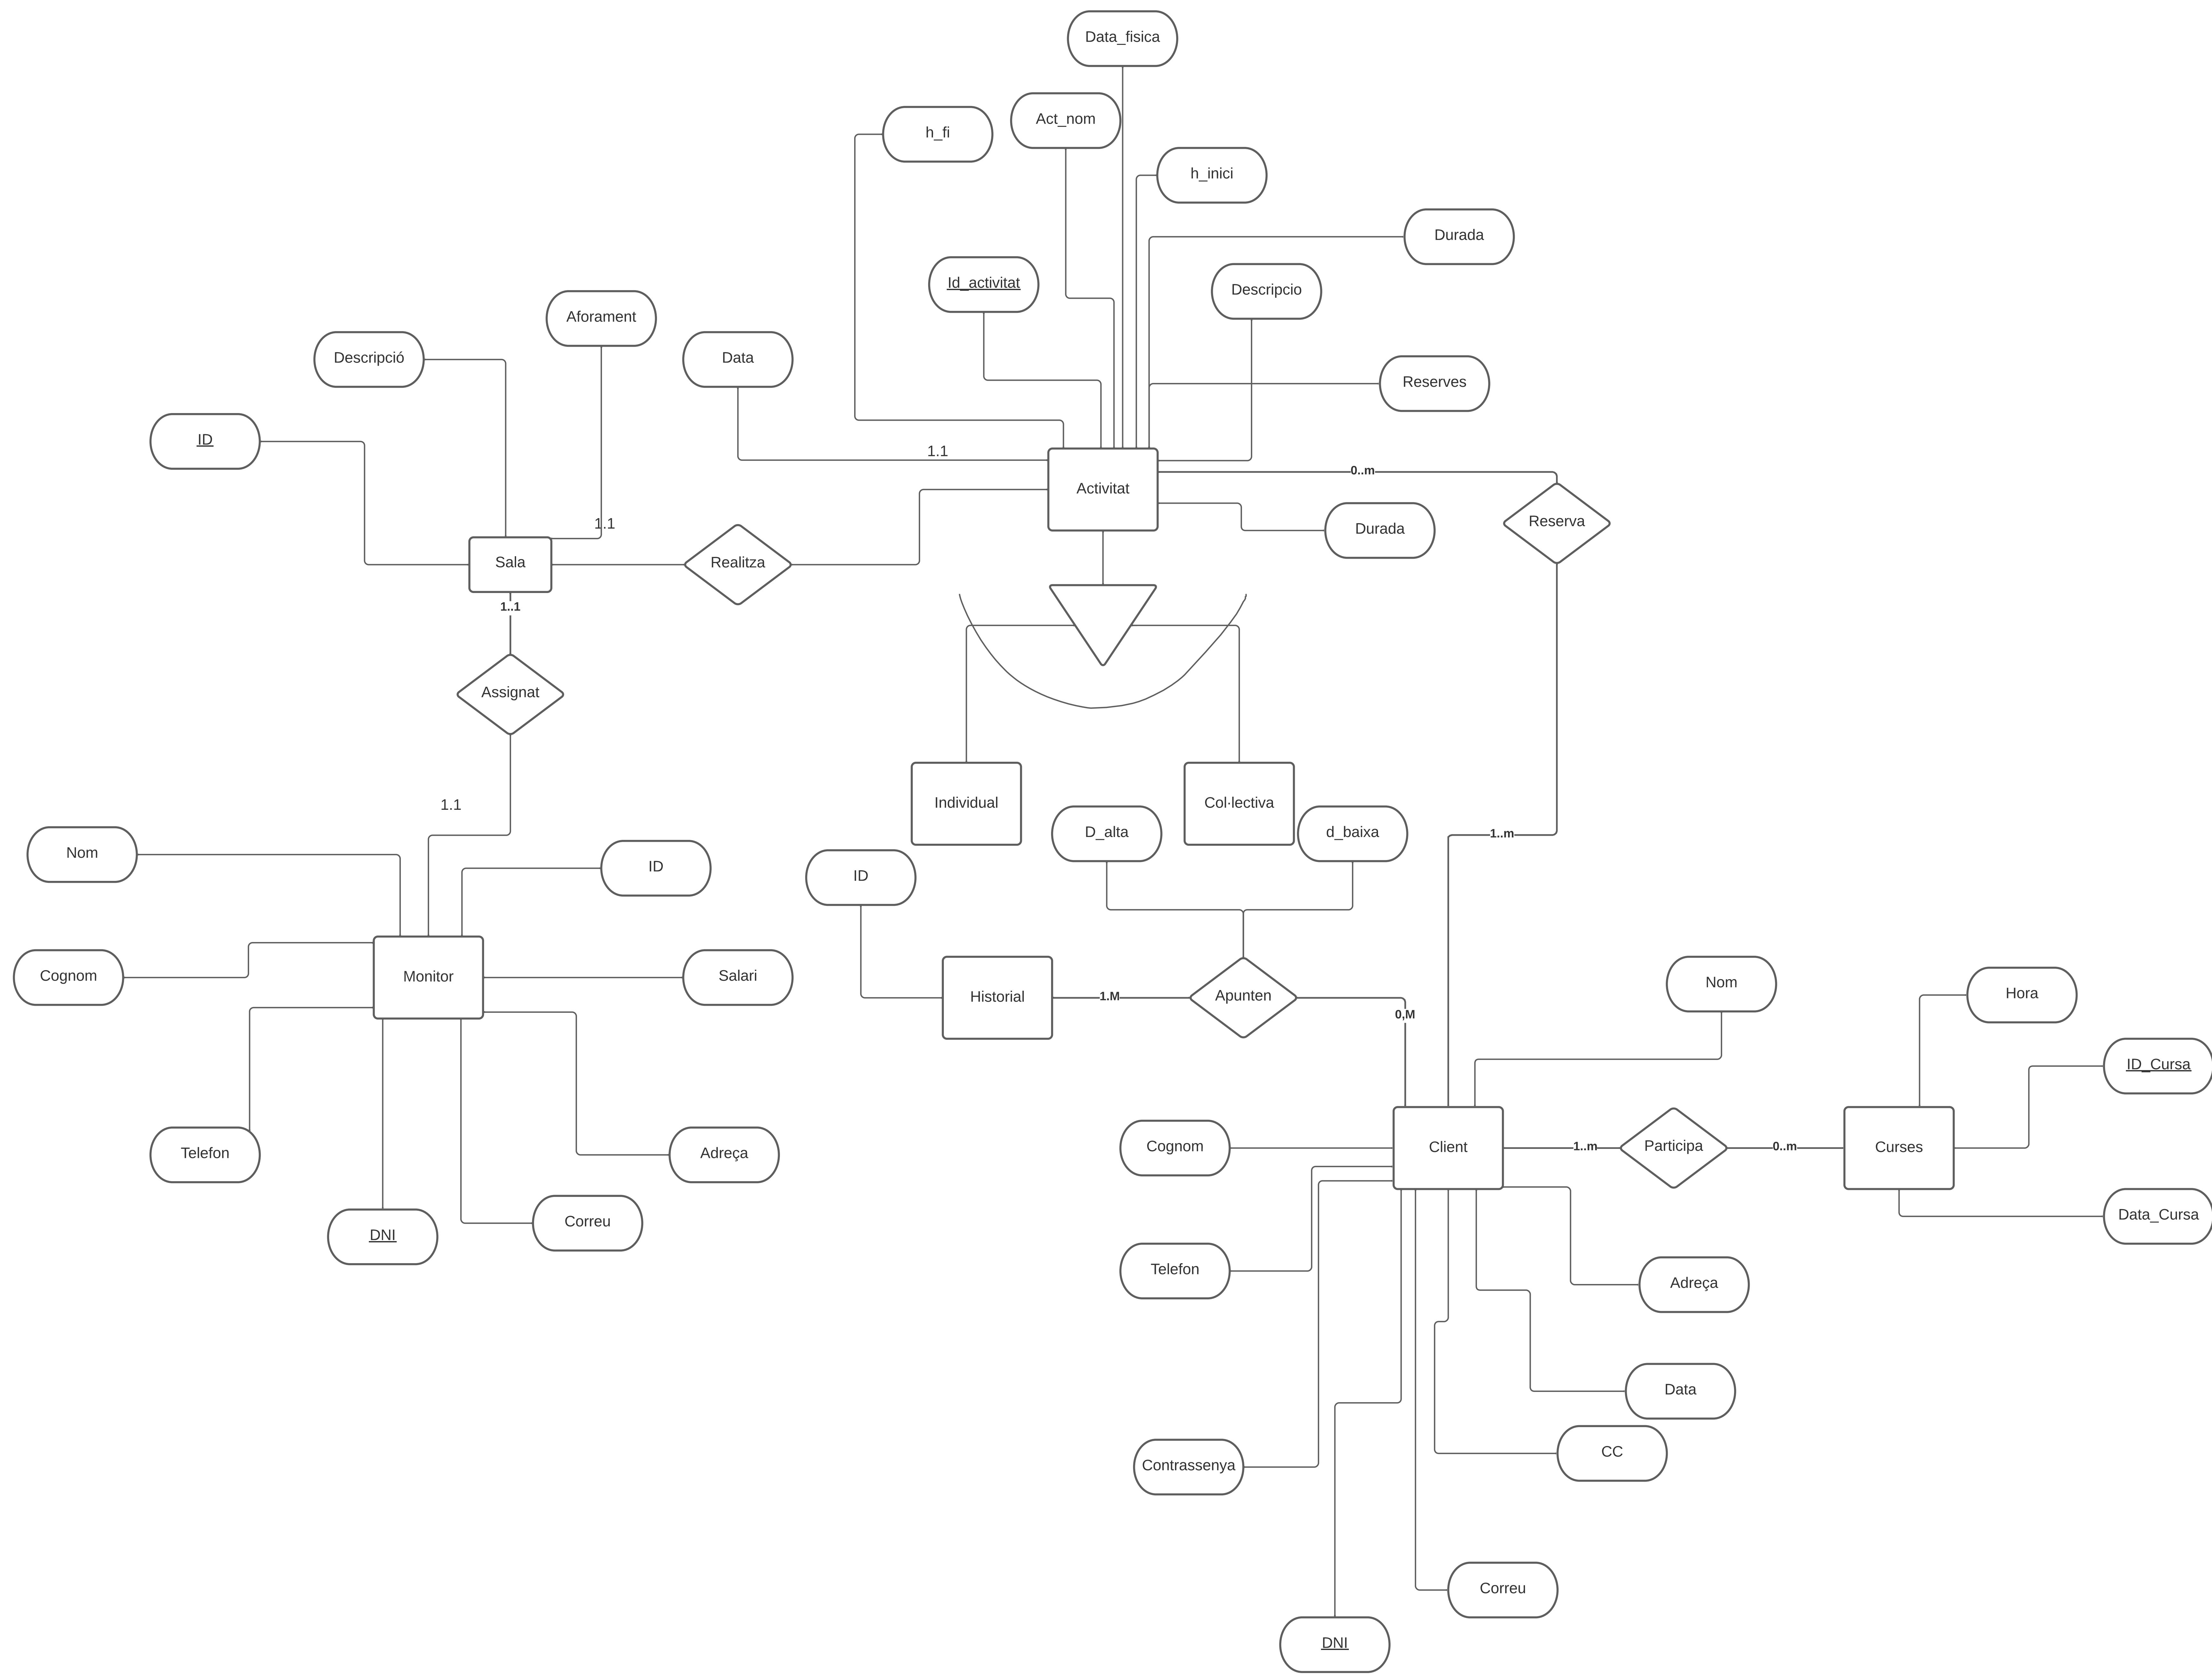 Data_fisica
Act_nom
h_fi
h_inici
Durada
Id_activitat
Descripcio
Aforament
Descripció
Data
Reserves
ID
1.1
0..m
Activitat
1.1
Reserva
Durada
Sala
Realitza
1..1
Assignat
1.1
Individual
Col·lectiva
D_alta
d_baixa
1..m
Nom
ID
ID
Cognom
Monitor
Salari
Historial
1.M
Apunten
0,M
Nom
Hora
ID_Cursa
Telefon
Adreça
Cognom
Client
1..m
Participa
0..m
Curses
DNI
Correu
Data_Cursa
Telefon
Adreça
Data
CC
Contrassenya
Correu
DNI